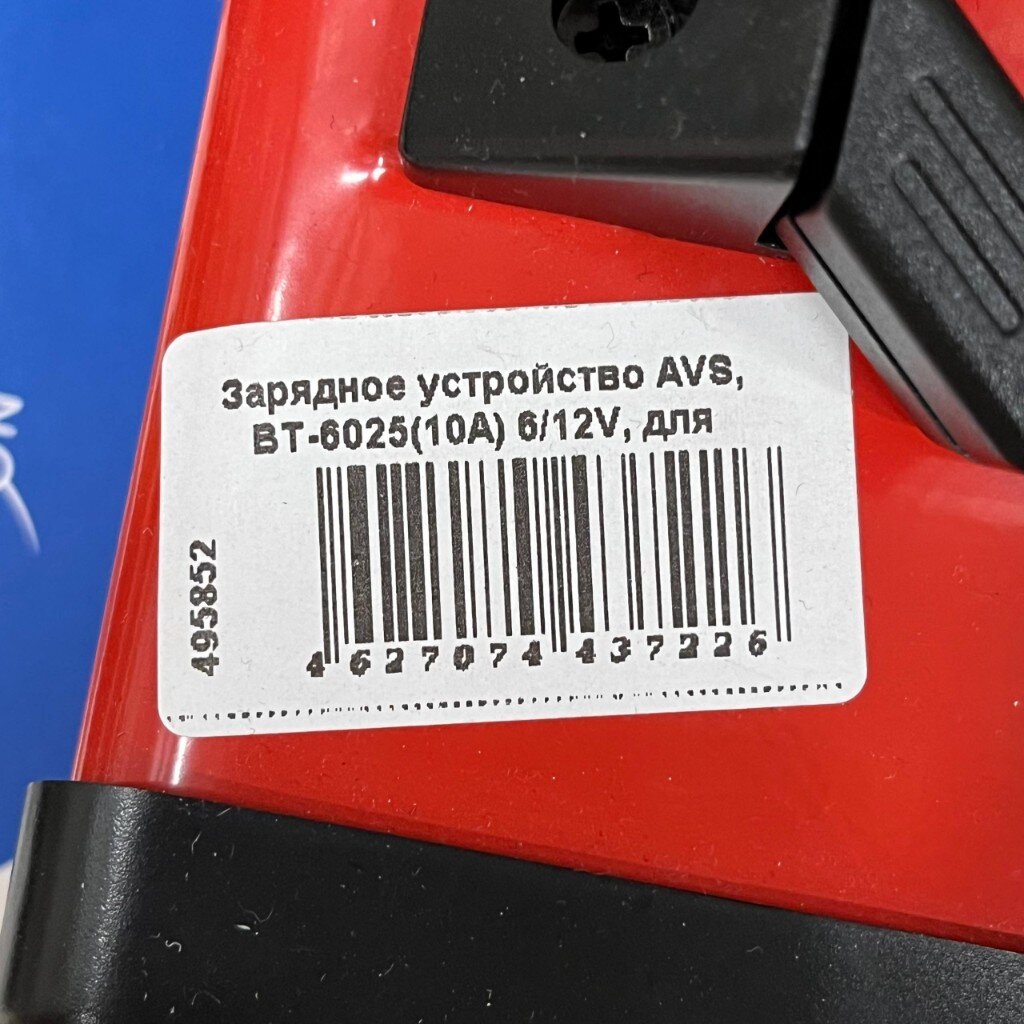 Зарядное устройство AVS,
BT-6025(10A) 6/12V, для
495852
4 627074 437226